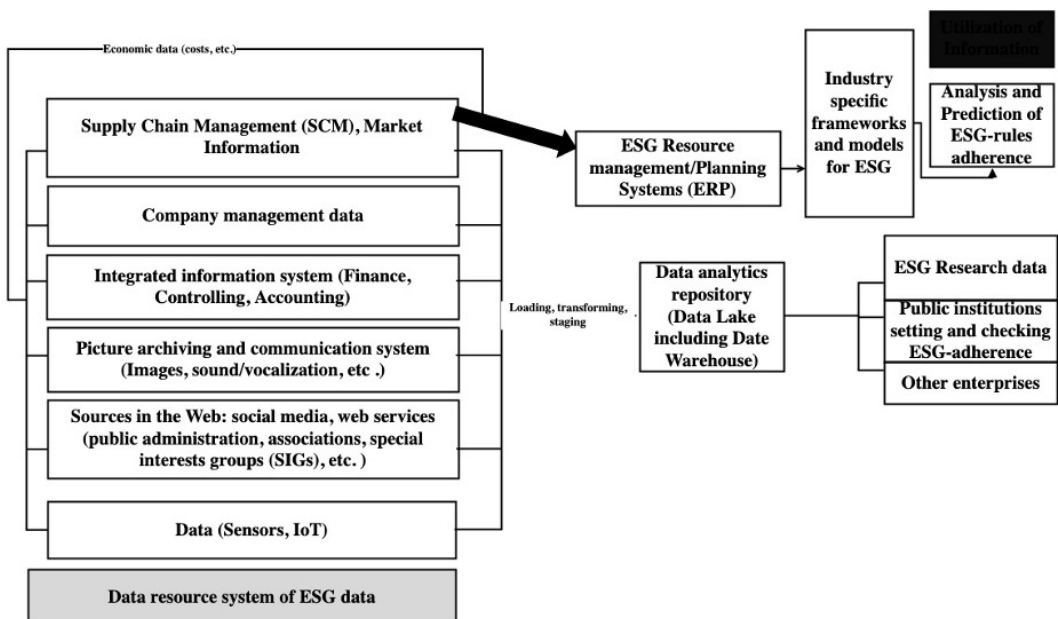 Economic data (costs, etc.)
Supply Chain Management (SCM), Market
Information
Company management data
Integrated information system (Finance,
Controlling, Accounting)
Picture archiving and communication system
(Images, sound/vocalization, etc .)
Sources in the Web: social media, web services
(public administration, associations, special
interests groups (SIGs), etc. )
Data (Sensors, IoT)
Data resource system of ESG data
Loading, transforming,
staging
ESG Resource
management/Planning
Systems (ERP)
Industry
specific
frameworks
and models
for ESG
Utilization of
Information
Analysis and
Prediction of
ESG-rules
adherence
Data analytics
repository
(Data Lake
including Date
Warehouse)
ESG Research data
Public institutions
setting and checking
ESG-adherence
Other enterprises